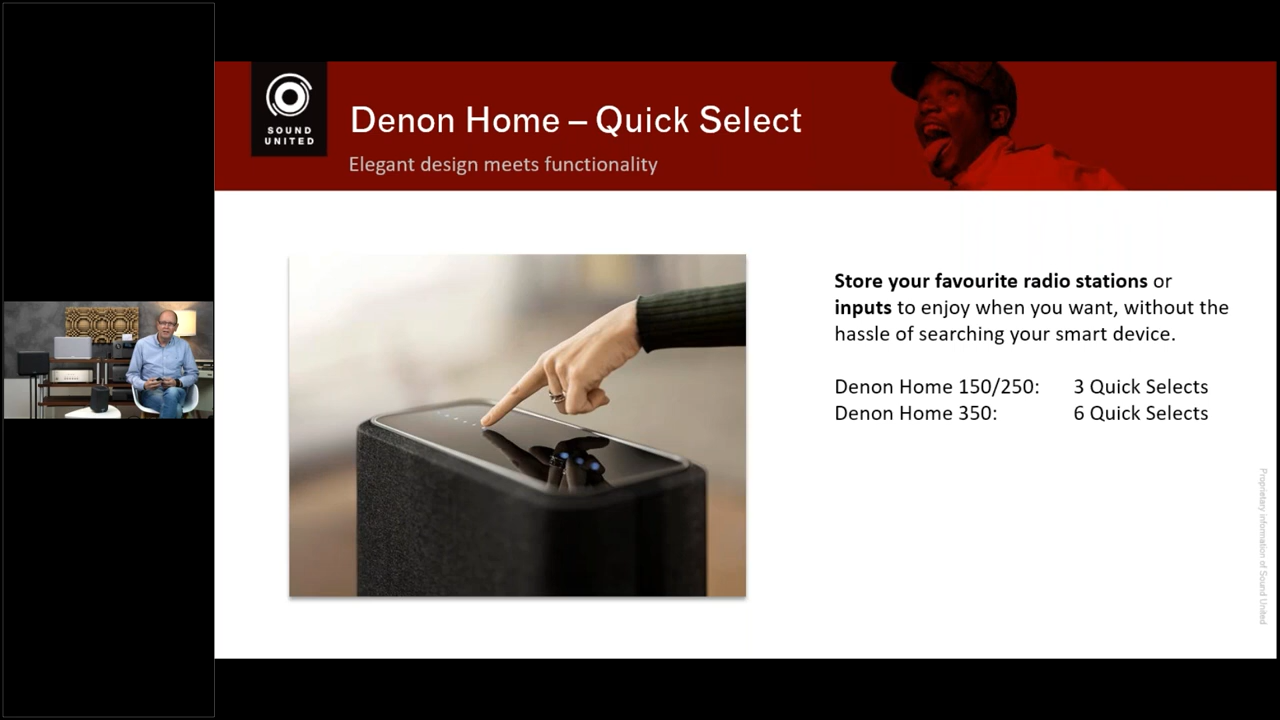 SOUND
UNITED
Denon Home – Quick Select
Elegant design meets functionality
Store your favourite radio stations or
inputs to enjoy when you want, without the
hassle of searching your smart device.
Denon Home 150/250: 3 Quick Selects
Denon Home 350: 6 Quick Selects
Proprietary information of Sound United